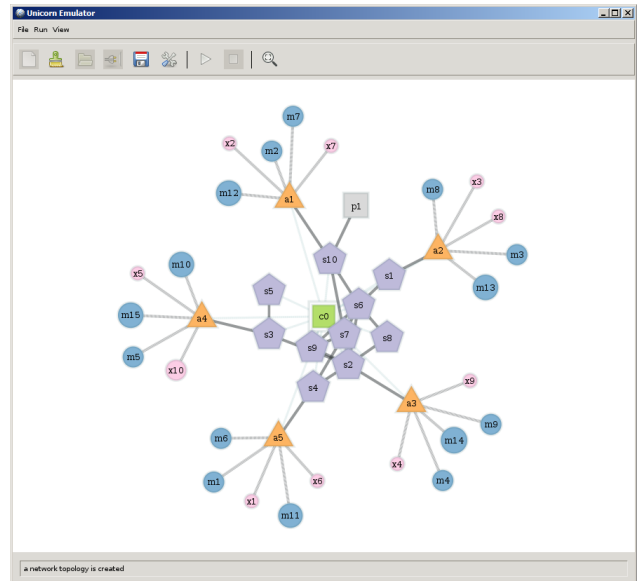 Unicorn Emulator
File Run View
m7
x2
m2
x7
m12
a1
p1
m8
x3
x8
a2
m3
m13
s10
s1
m10
x5
s5
s6
m15
a4
c0
s3
s7
s8
s9
m5
s2
x10
s4
x9
a3
m9
m6
a5
m14
x4
m4
m1
x6
x1
m11
a network topology is created